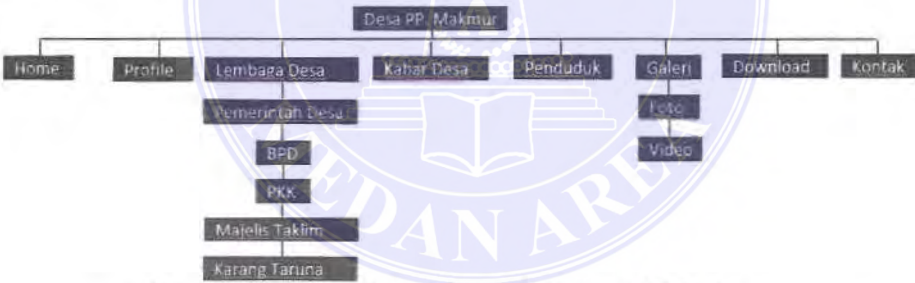 Desa PP. Makmur
Home Profile Lembaga Desa Kabar Desa Penduduk Galeri Download Kontak
Pemerintah Desa Foto
BPD Video
PKK
Majelis Taklim
Karang Taruna
MEDAN AREA